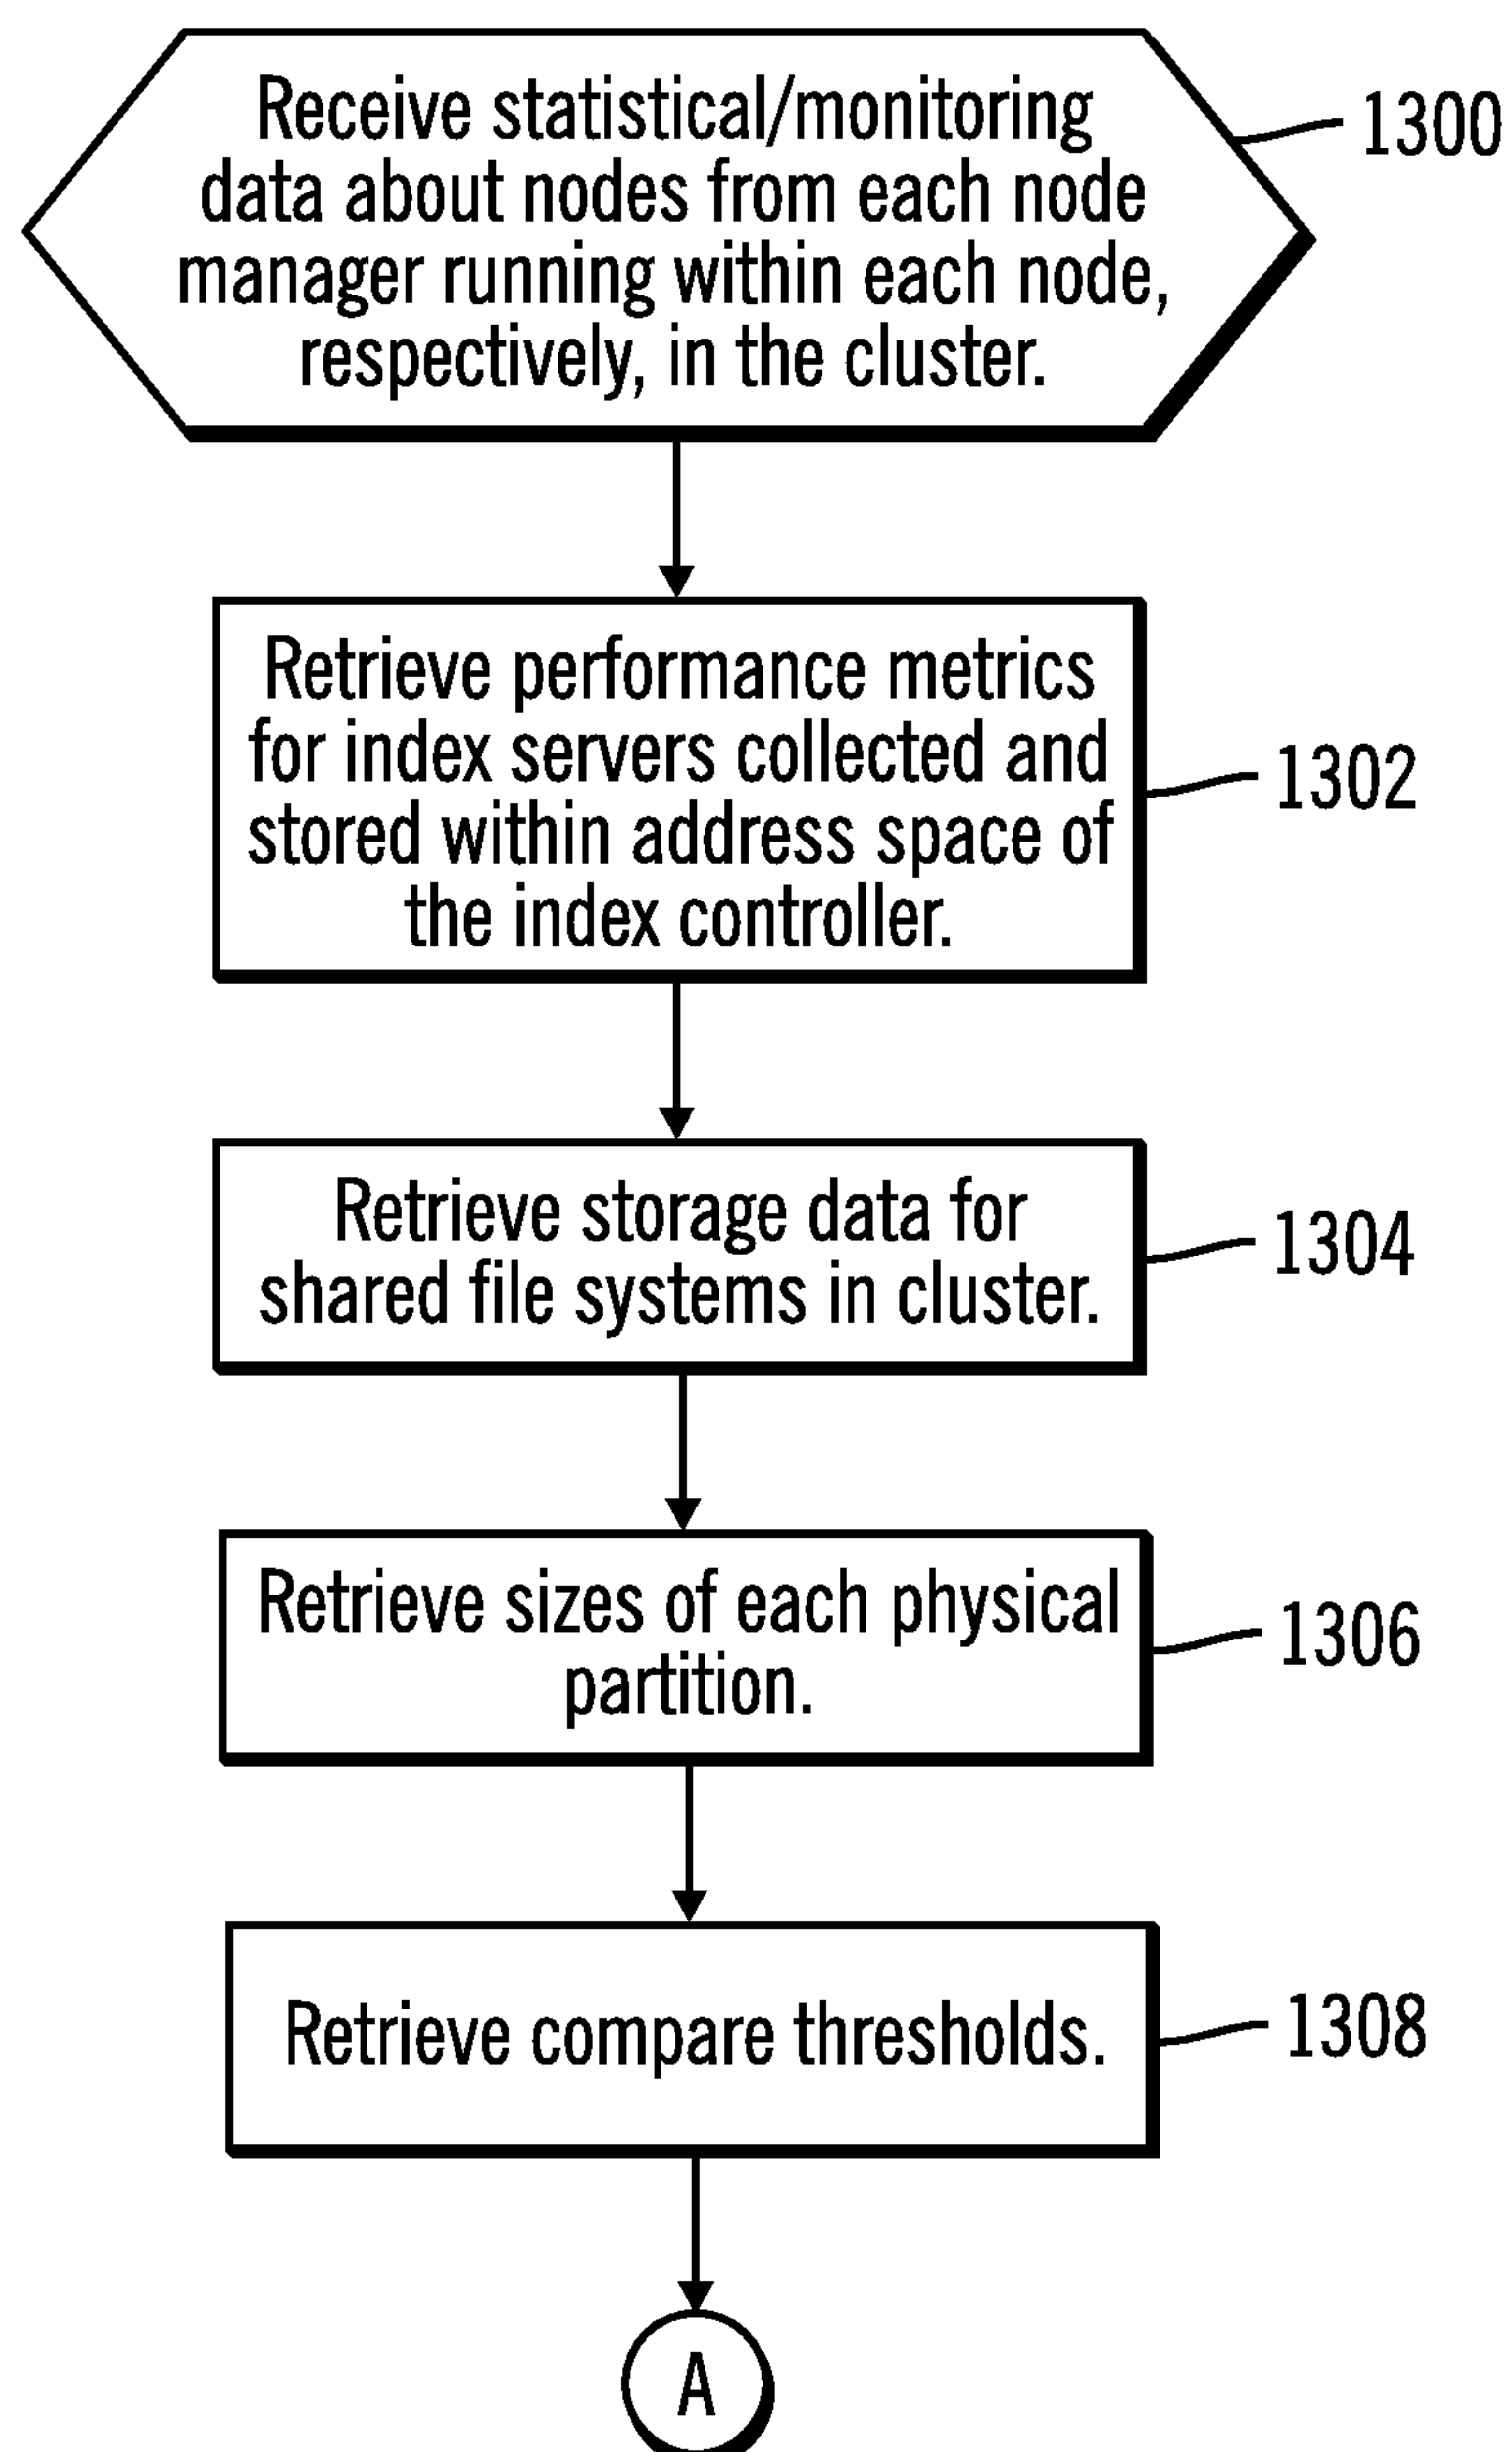 Receive statistical/monitoring
data about nodes from each node
manager running within each node,
respectively, in the cluster.
1300
Retrieve performance metrics
for index servers collected and
stored within address space of
the index controller.
1302
Retrieve storage data for
shared file systems in cluster.
1304
Retrieve sizes of each physical
partition.
1306
Retrieve compare thresholds.
1308
A